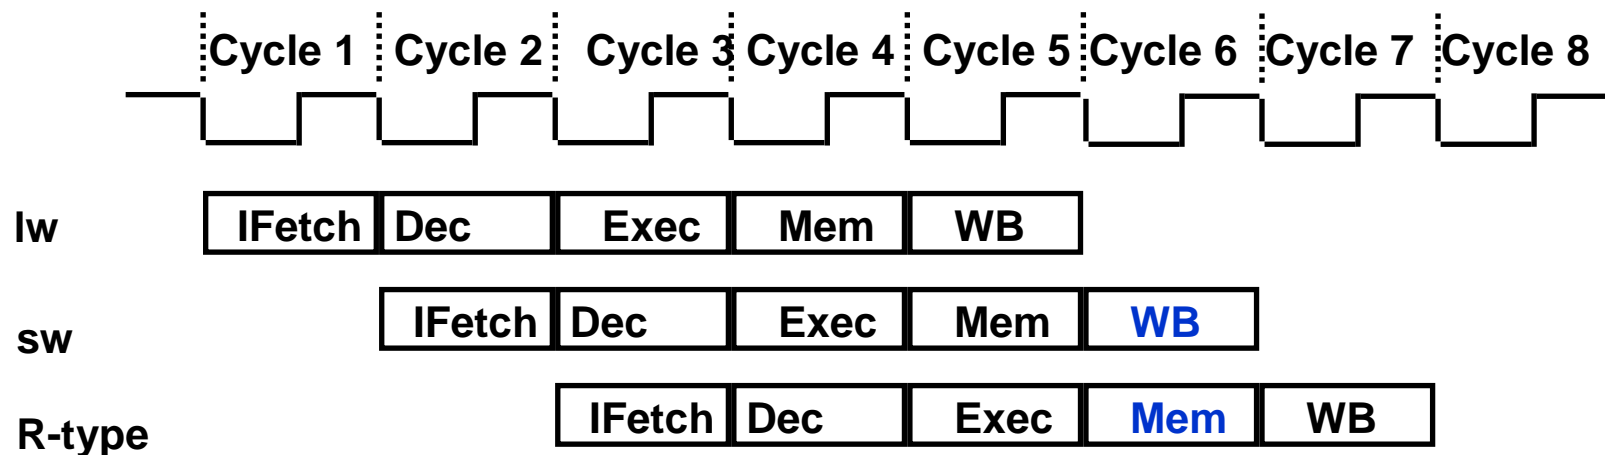 Cycle 1 Cycle 2 Cycle 3 Cycle 4 Cycle 5 Cycle 6 Cycle 7 Cycle 8
lw IFetch Dec Exec Mem WB
sw IFetch Dec Exec Mem WB
R-type IFetch Dec Exec Mem WB